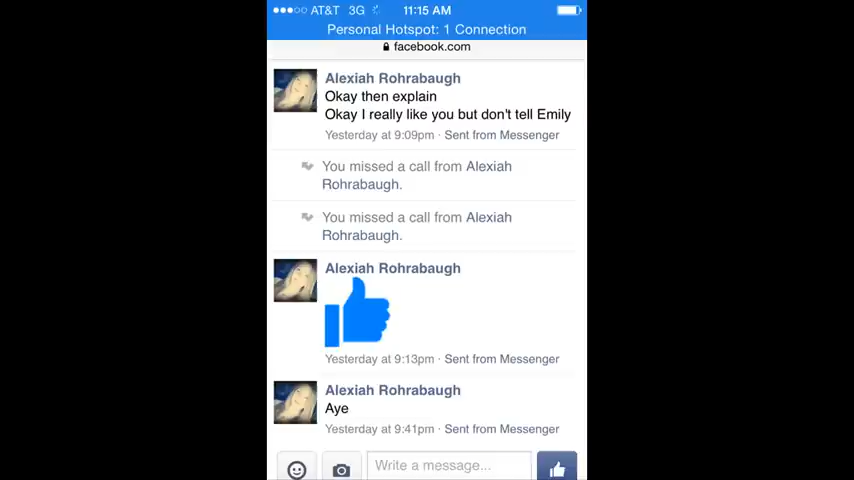 AT&T 3G 11:15 AM
Personal Hotspot: 1 Connection
facebook.com
Alexiah Rohrabaugh
Okay then explain
Okay I really like you but don't tell Emily
Yesterday at 9:09pm · Sent from Messenger
You missed a call from Alexiah
Rohrabaugh.
You missed a call from Alexiah
Rohrabaugh.
Alexiah Rohrabaugh
Yesterday at 9:13pm · Sent from Messenger
Alexiah Rohrabaugh
Aye
Yesterday at 9:41pm · Sent from Messenger
Write a message...